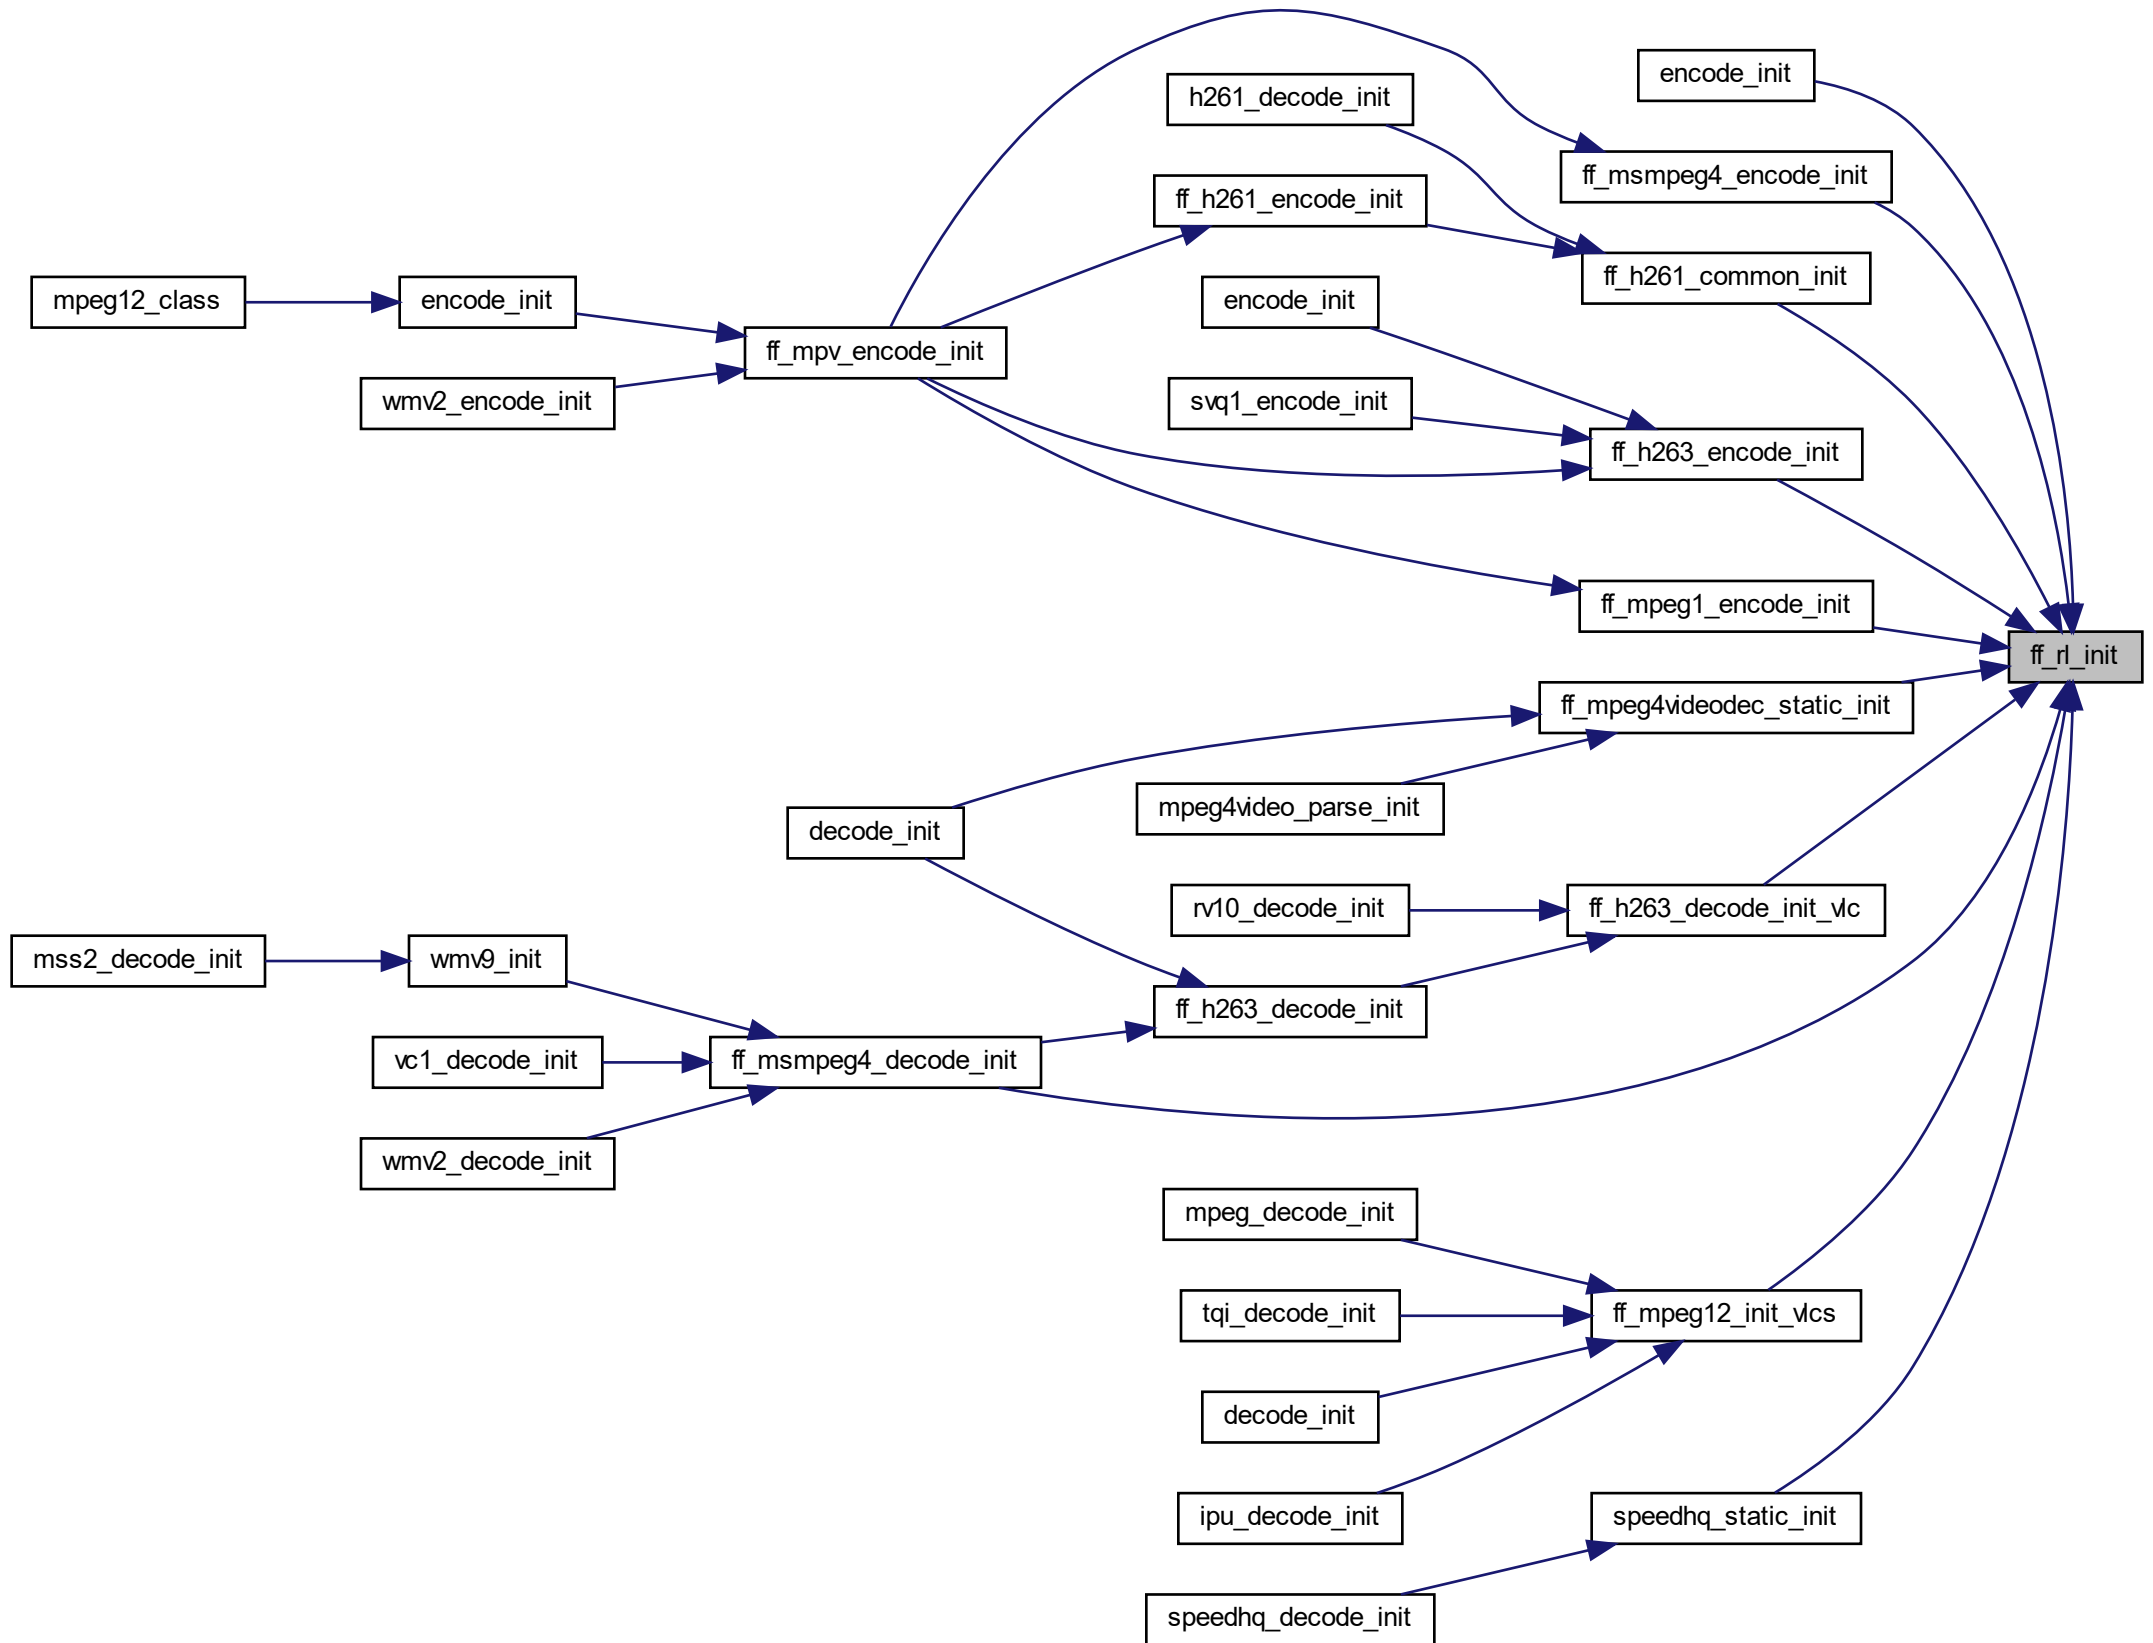 encode_init
h261_decode_init
ff_msmpeg4_encode_init
ff_h261_encode_init
ff_h261_common_init
mpeg12_class
encode_init
encode_init
ff_mpv_encode_init
wmv2_encode_init
svq1_encode_init
ff_h263_encode_init
ff_mpeg1_encode_init
ff_rl_init
ff_mpeg4videodec_static_init
mpeg4video_parse_init
decode_init
rv10_decode_init
ff_h263_decode_init_vlc
mss2_decode_init
wmv9_init
ff_h263_decode_init
vc1_decode_init
ff_msmpeg4_decode_init
wmv2_decode_init
mpeg_decode_init
tqi_decode_init
ff_mpeg12_init_vlcs
decode_init
ipu_decode_init
speedhq_static_init
speedhq_decode_init